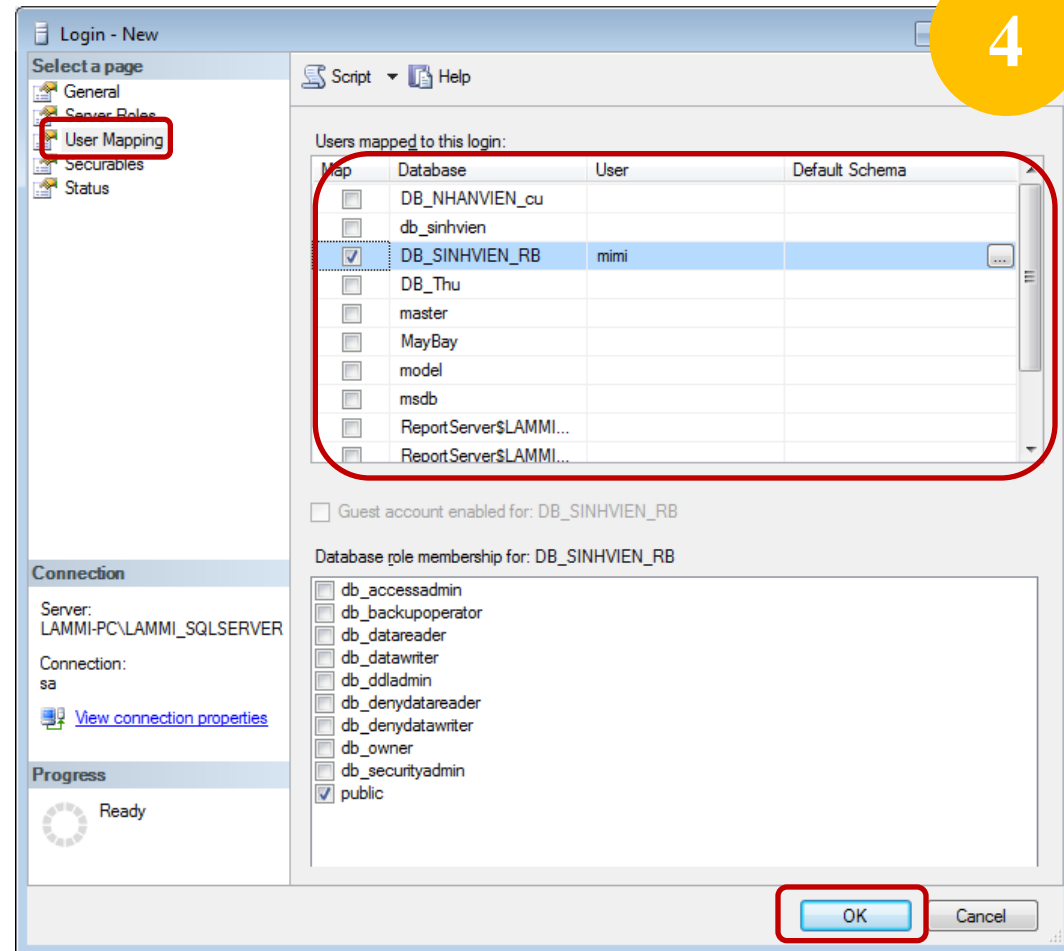 4
Login - New
Select a page
General
Server Roles
User Mapping
Securables
Status
Script Help
Users mapped to this login:
Map Database User Default Schema
DB_NHANVIEN_cu
db_sinhvien
DB_SINHVIEN_RB mimi ...
DB_Thu
master
MayBay
model
msdb
ReportServer$LAMMI...
ReportServer$LAMMI...
Guest account enabled for: DB_SINHVIEN_RB
Database role membership for: DB_SINHVIEN_RB
db_accessadmin
db_backupoperator
db_datareader
db_datawriter
db_ddladmin
db_denydatareader
db_denydatawriter
db_owner
db_securityadmin
public
Connection
Server:
LAMMI-PC\LAMMI_SQLSERVER
Connection:
sa
View connection properties
Progress
Ready
OK Cancel